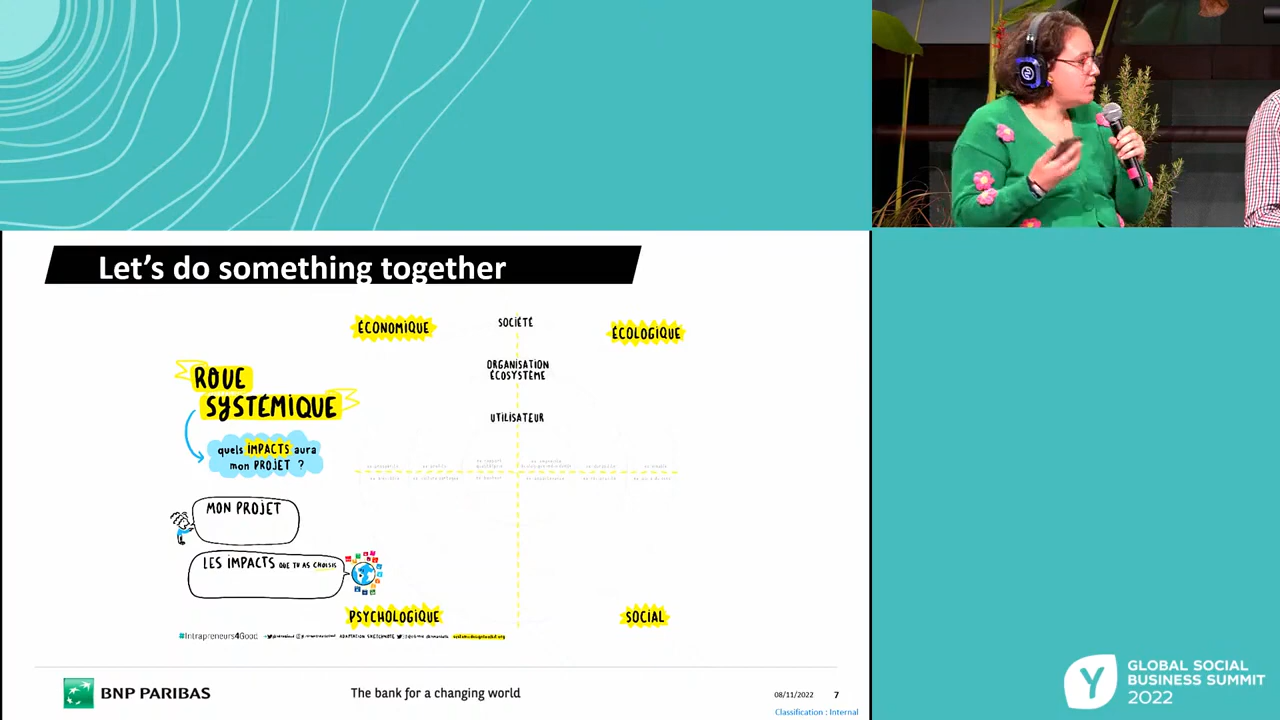 Let's do something together
ÉCONOMIQUE
SOCIÉTÉ
ÉCOLOGIQUE
ORGANISATION
ÉCOSYSTÈME
ROUE
SYSTÉMIQUE
UTILISATEUR
quels IMPACTS aura
mon PROJET ?
MON PROJET
LES IMPACTS QUE TU AS CHOISIS
PSYCHOLOGIQUE
SOCIAL
#Intrapreneurs4Good
ADAPTATION SKETCHNOTE
BNP PARIBAS
The bank for a changing world
08/11/2022
7
Classification : Internal
GLOBAL SOCIAL
BUSINESS SUMMIT
2022